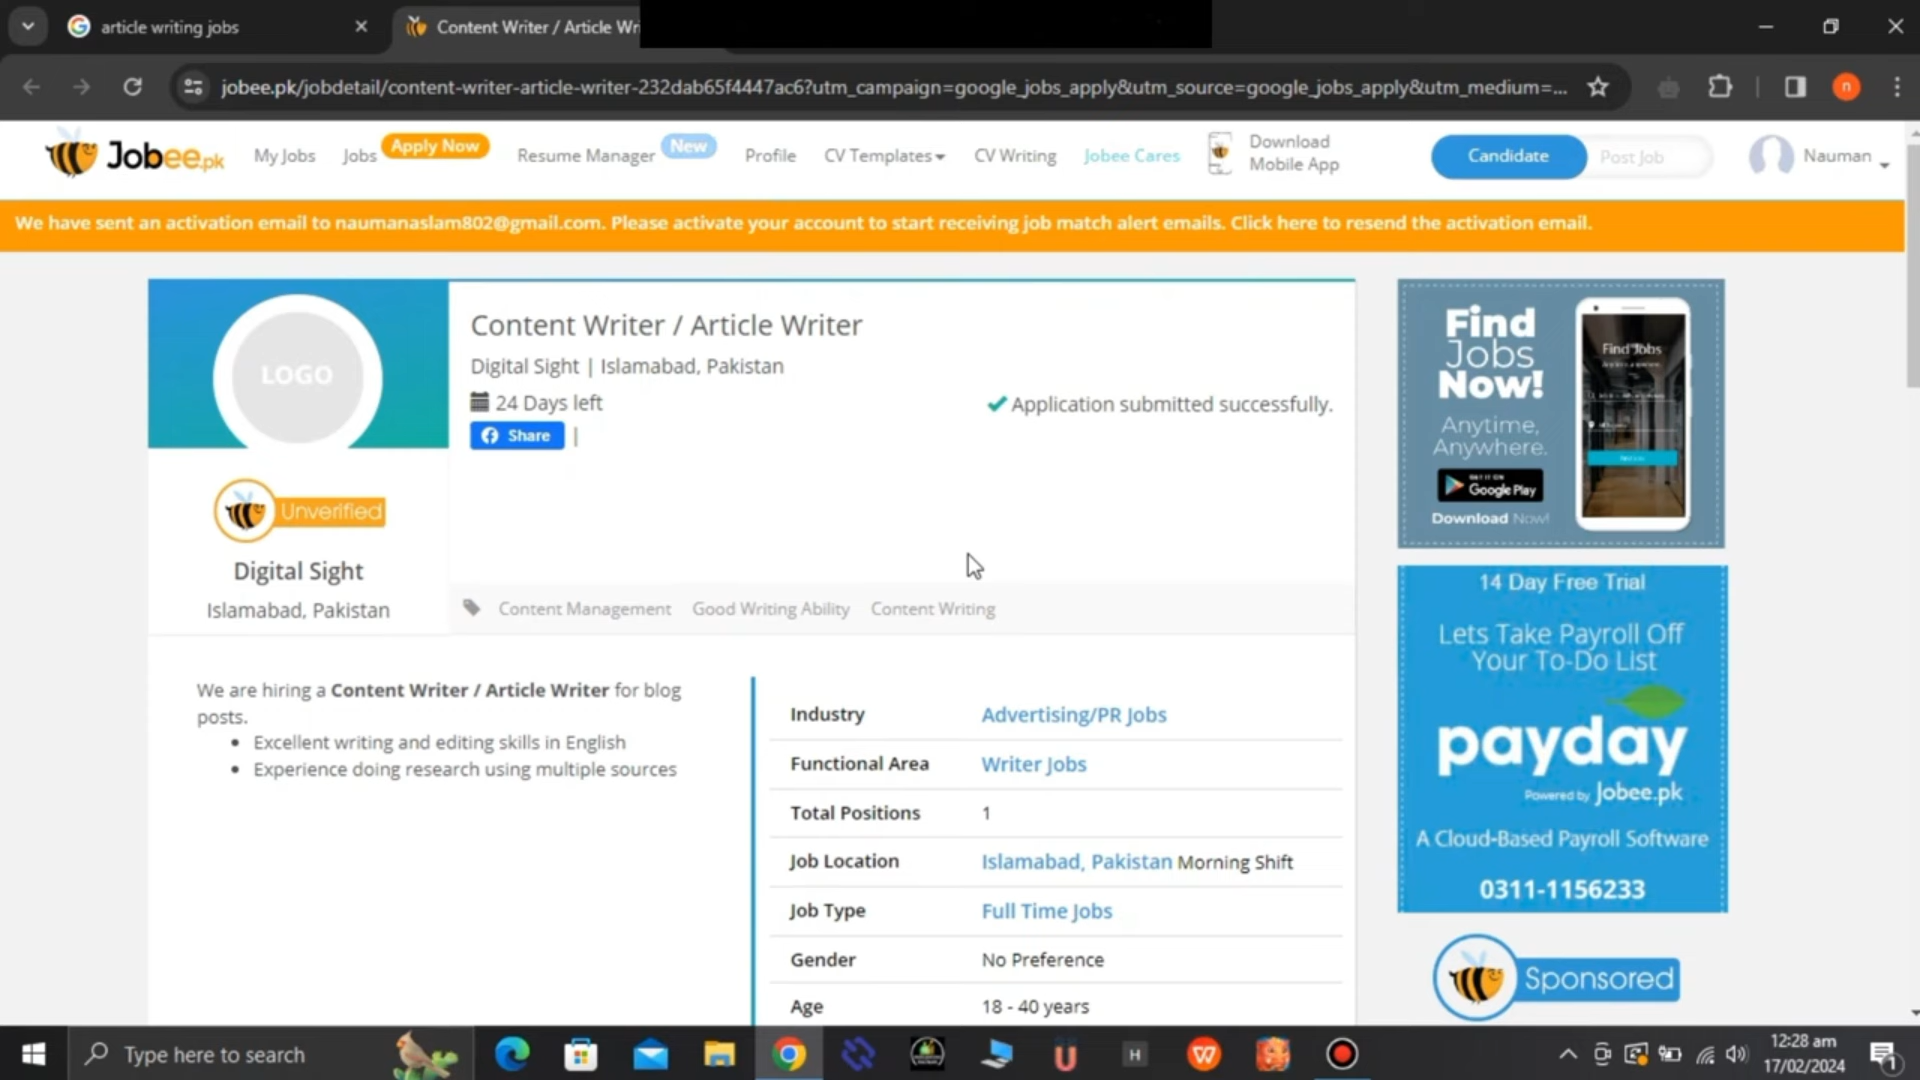 article writing jobs
Content Writer / Article Wri
jobee.pk/jobdetail/content-writer-article-writer-232dab65f4447ac6?utm_campaign=google_jobs_apply&utm_source=google_jobs_apply&utm_medium=...
n
Jobee.pk
My Jobs
Jobs
Apply Now
Resume Manager
New
Profile
CV Templates
CV Writing
Jobee Cares
Download
Mobile App
Candidate
Post Job
Nauman
We have sent an activation email to naumanaslam802@gmail.com. Please activate your account to start receiving job match alert emails. Click here to resend the activation email.
LOGO
Unverified
Digital Sight
Islamabad, Pakistan
Content Writer / Article Writer
Digital Sight | Islamabad, Pakistan
24 Days left
Application submitted successfully.
Share |
Content Management Good Writing Ability Content Writing
We are hiring a Content Writer / Article Writer for blog
posts.
• Excellent writing and editing skills in English
• Experience doing research using multiple sources
Industry Advertising/PR Jobs
Functional Area Writer Jobs
Total Positions 1
Job Location Islamabad, Pakistan Morning Shift
Job Type Full Time Jobs
Gender No Preference
Age 18 - 40 years
Find
Jobs
Now!
Anytime,
Anywhere.
GET IT ON
Google Play
Download Now!
Find Jobs
14 Day Free Trial
Lets Take Payroll Off
Your To-Do List
payday
Powered by Jobee.pk
A Cloud-Based Payroll Software
0311-1156233
Sponsored
Type here to search
H
12:28 am
17/02/2024
1